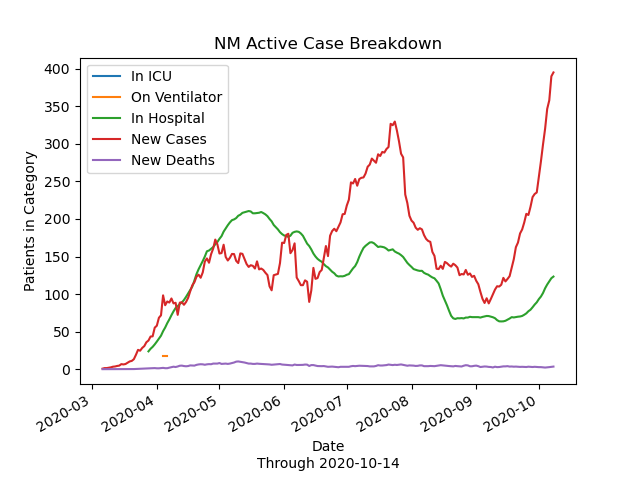 NM Active Case Breakdown
In ICU
On Ventilator
In Hospital
New Cases
New Deaths
Patients in Category
400
350
300
250
200
150
100
50
0
2020-03
2020-04
2020-05
2020-06
2020-07
2020-08
2020-09
2020-10
Date
Through 2020-10-14